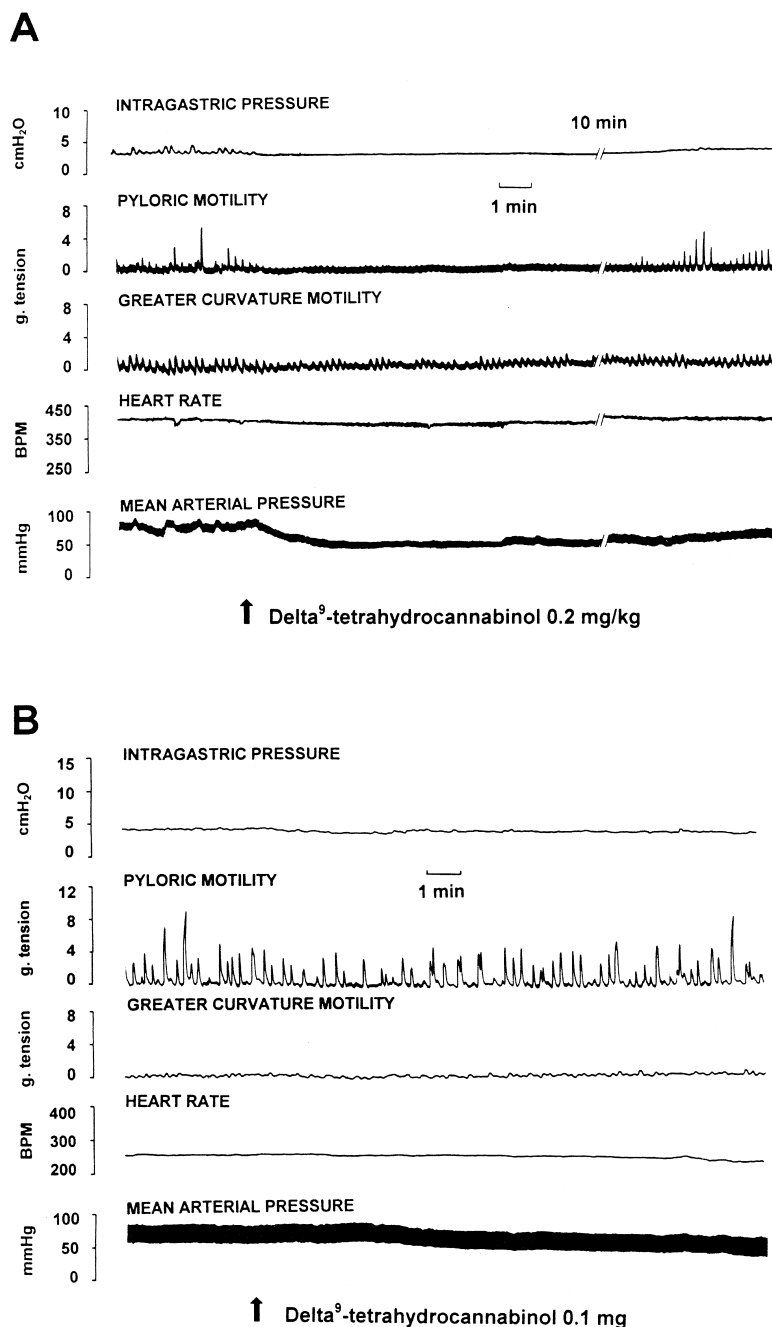 A
INTRAGASTRIC PRESSURE
10
5
0
cmH₂O
10 min
PYLORIC MOTILITY
1 min
8
4
0
g. tension
GREATER CURVATURE MOTILITY
8
4
0
HEART RATE
450
350
250
BPM
MEAN ARTERIAL PRESSURE
100
50
0
mmHg
Delta⁹-tetrahydrocannabinol 0.2 mg/kg
B
INTRAGASTRIC PRESSURE
15
10
5
0
cmH₂O
PYLORIC MOTILITY
1 min
12
8
4
0
g. tension
GREATER CURVATURE MOTILITY
8
4
0
g. tension
HEART RATE
400
300
200
BPM
MEAN ARTERIAL PRESSURE
100
50
0
mmHg
Delta⁹-tetrahydrocannabinol 0.1 mg